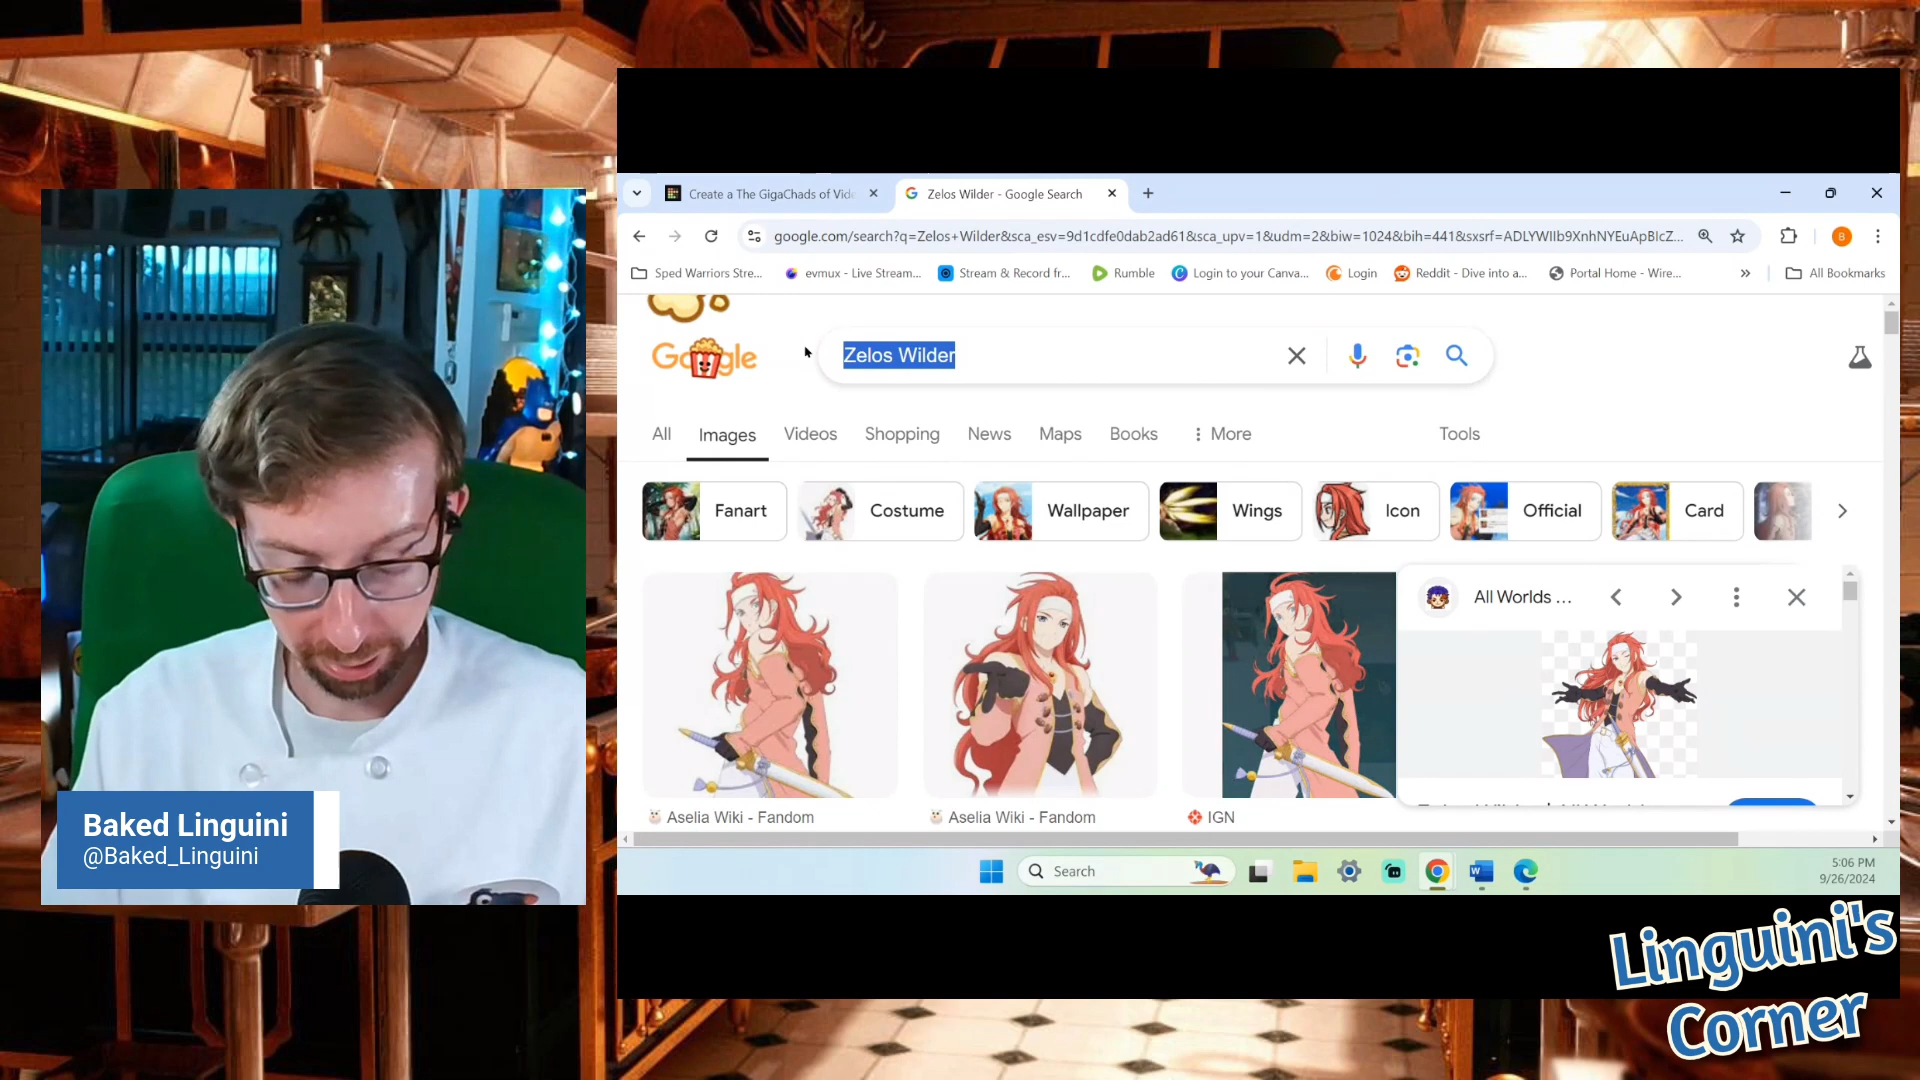 Create a The GigaChads of Vide
Zelos Wilder - Google Search
google.com/search?q=Zelos+Wilder&sca_esv=9d1cdfe0dab2ad61&sca_upv=1&udm=2&biw=1024&bih=441&sxsrf=ADLYWIIb9XnhNYEuApBIcZ...
B
Sped Warriors Stre...
evmux - Live Stream...
Stream & Record fr...
Rumble
Login to your Canva...
Login
Reddit - Dive into a...
Portal Home - Wire...
»
All Bookmarks
Google
Zelos Wilder
All
Images
Videos
Shopping
News
Maps
Books
More
Tools
Fanart
Costume
Wallpaper
Wings
Icon
Official
Card
All Worlds ...
Aselia Wiki - Fandom
Aselia Wiki - Fandom
IGN
Search
5:06 PM
9/26/2024
Baked Linguini
@Baked_Linguini
Linguini's
Corner